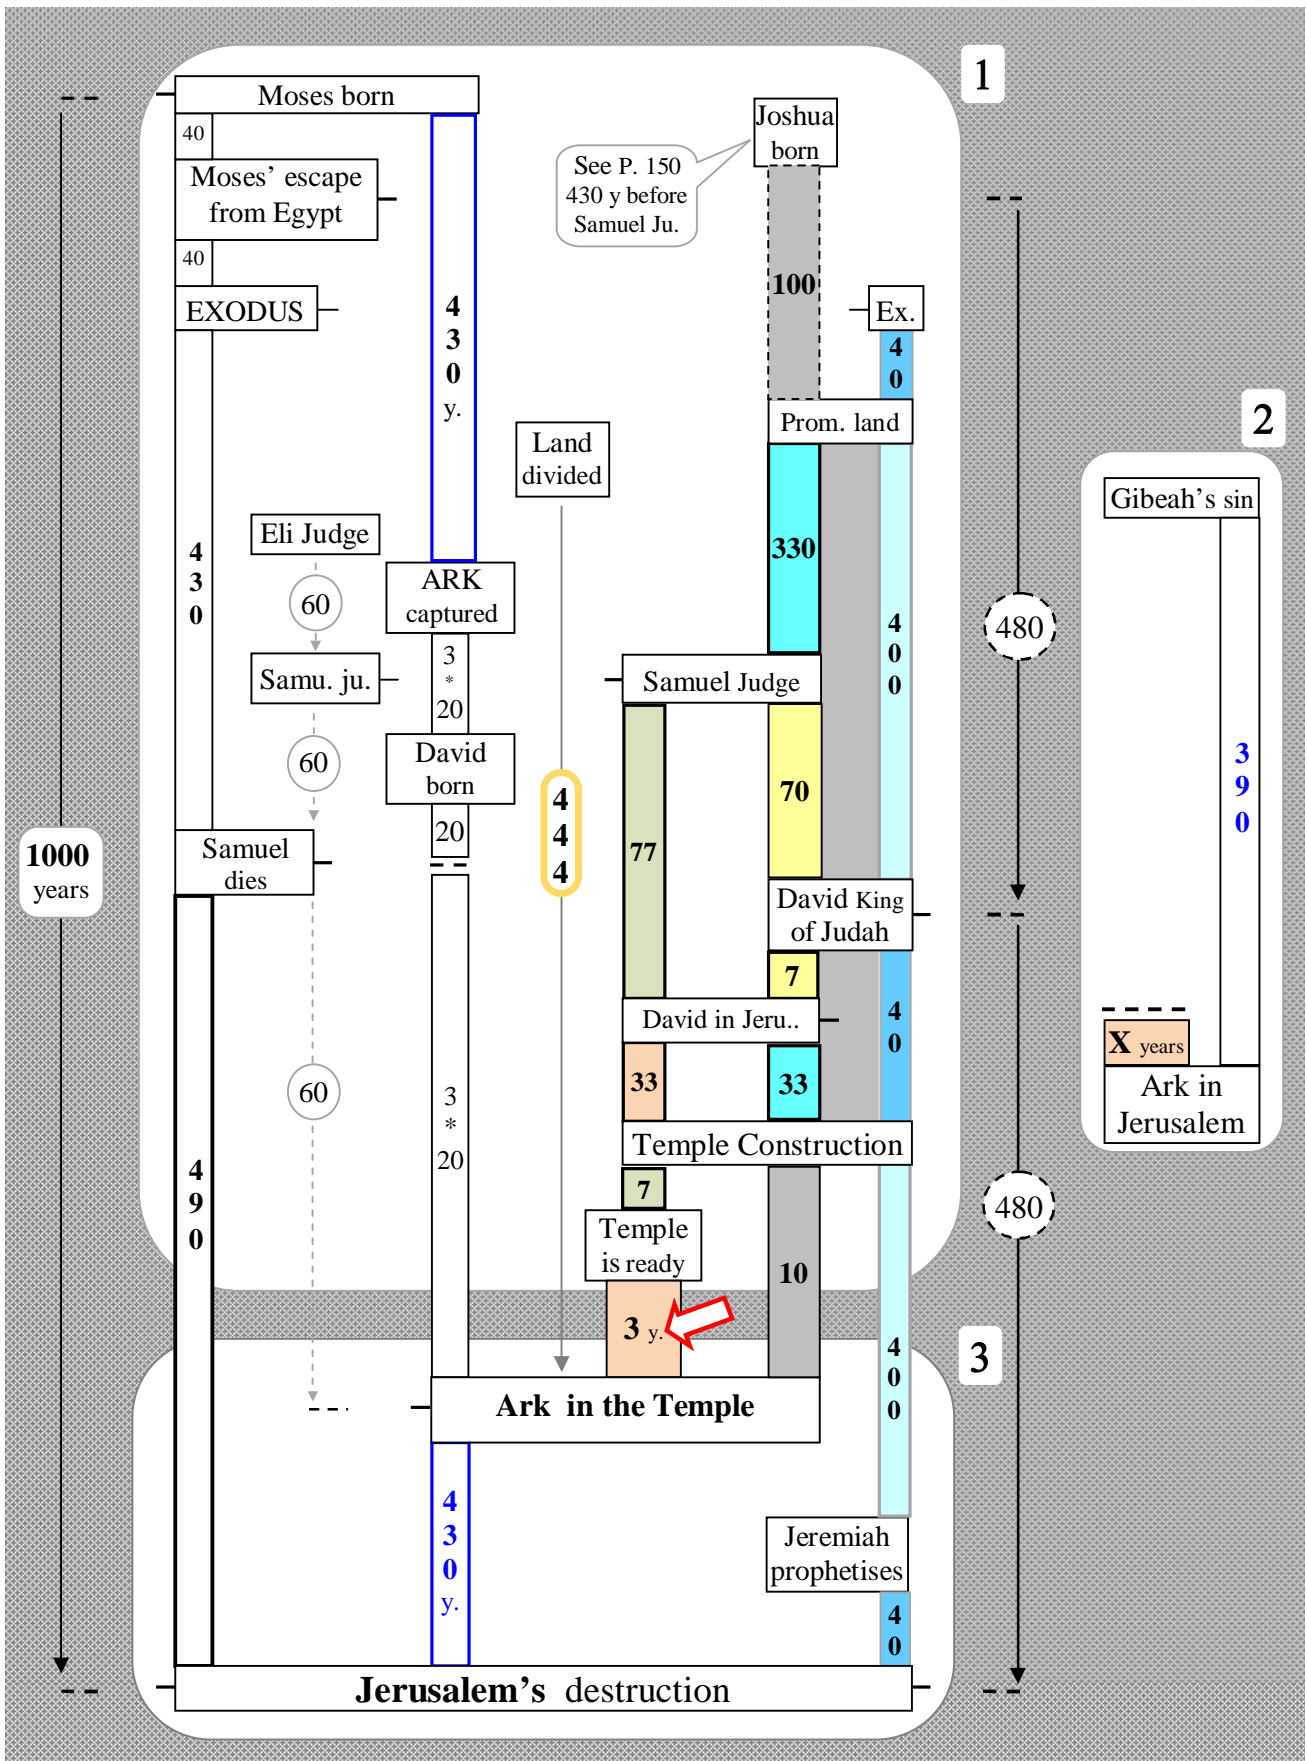 1
Moses born
40
Moses’ escape
from Egypt
40
EXODUS
4
3
0
y.
Joshua
born
See P. 150
430 y before
Samuel Ju.
100
Ex.
4
0
Prom. land
2
Land
divided
Gibeah’s sin
Eli Judge
4
3
0
60
ARK
captured
330
480
4
0
0
3
*
20
Samu. ju.
Samuel Judge
60
David
born
4
4
4
70
3
9
0
20
77
1000
years
Samuel
dies
David King
of Judah
7
David in Jeru..
4
0
X years
60
33
33
3
*
20
Ark in
Jerusalem
Temple Construction
4
9
0
7
480
Temple
is ready
10
3 y.
3
4
0
0
Ark in the Temple
4
3
0
y.
Jeremiah
prophetises
4
0
Jerusalem’s destruction